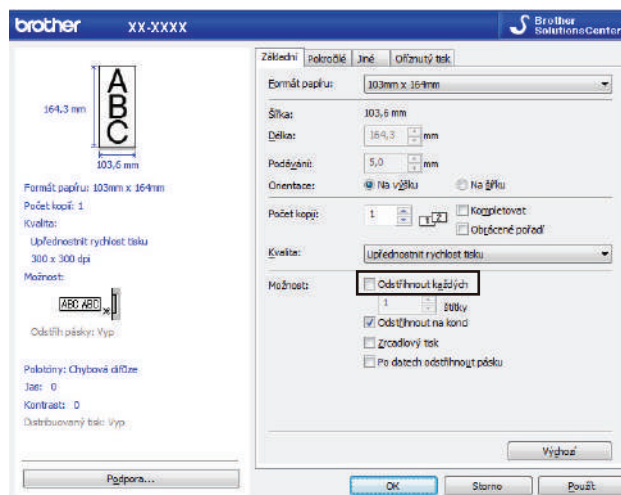 brother XX-XXXX Brother SolutionsCenter
ABC
164,3 mm
103,6 mm
Formát papíru: 103mm x 164mm
Počet kopií: 1
Kvalita:
Upřednostnit rychlost tisku
300 x 300 dpi
Možnost:
ABC ABC
Odstřih pásky: Vyp
Polotóny: Chybová difúze
Jas: 0
Kontrast: 0
Distribuovaný tisk: Vyp
Podpora...
Základní Pokročilé Jiné Oříznutý tisk
Formát papíru: 103mm x 164mm
Šířka: 103,6 mm
Délka: 164,3 mm
Podávání: 5,0 mm
Orientace: Na výšku Na šířku
Počet kopií: 1 1 2 Kompletovat
Obrácené pořadí
Kvalita: Upřednostnit rychlost tisku
Možnost: Odstřihnout každých
1 štítky
Odstřihnout na konci
Zrcadlový tisk
Po datech odstřihnout pásku
Výchozí
OK Storno Použít